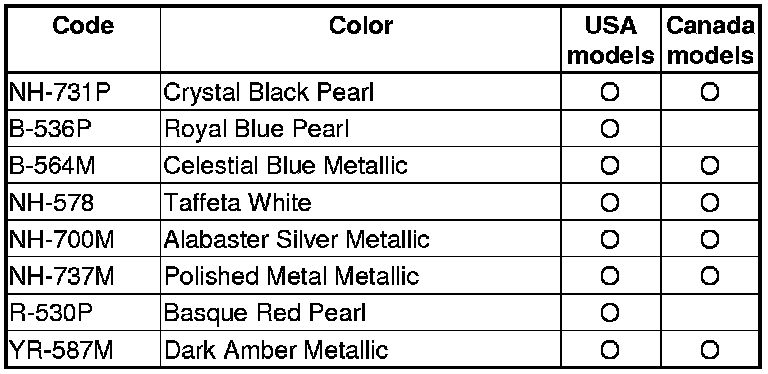 Code Color USA models Canada models
NH-731P Crystal Black Pearl O O
B-536P Royal Blue Pearl O
B-564M Celestial Blue Metallic O O
NH-578 Taffeta White O O
NH-700M Alabaster Silver Metallic O O
NH-737M Polished Metal Metallic O O
R-530P Basque Red Pearl O
YR-587M Dark Amber Metallic O O